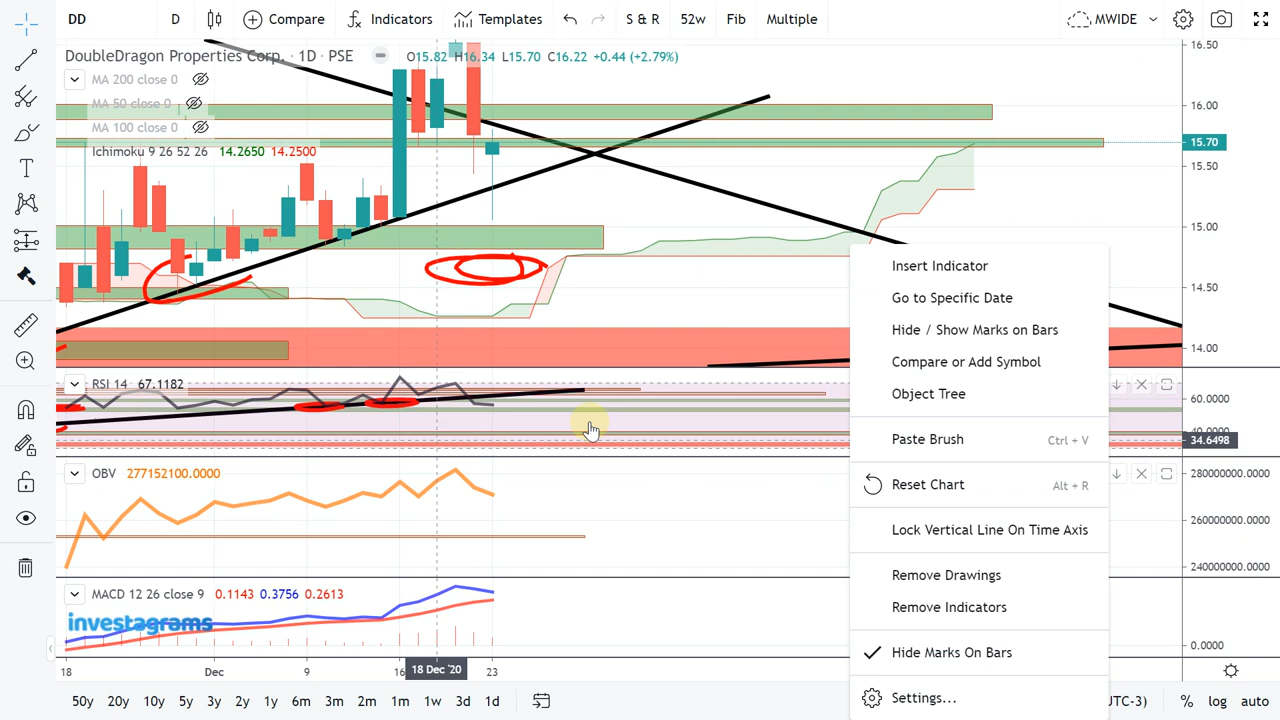 DD D Compare Indicators Templates S & R 52w Fib Multiple MWIDE
DoubleDragon Properties Corp. · 1D · PSE O15.82 H16.34 L15.70 C16.22 +0.44 (+2.79%)
MA 200 close 0
MA 50 close 0
MA 100 close 0
Ichimoku 9 26 52 26 14.2650 14.2500
16.50
16.00
15.70
15.50
15.00
14.50
14.00
RSI 14 67.1182
60.0000
40.0000
34.6498
OBV 277152100.0000
280000000.0000
260000000.0000
240000000.0000
MACD 12 26 close 9 0.1143 0.3756 0.2613
0.0000
investagrams
18 Dec 9 16 18 Dec '20 23
50y 20y 10y 5y 3y 2y 1y 6m 3m 2m 1m 1w 3d 1d UTC-3) % log auto
Insert Indicator
Go to Specific Date
Hide / Show Marks on Bars
Compare or Add Symbol
Object Tree
Paste Brush Ctrl + V
Reset Chart Alt + R
Lock Vertical Line On Time Axis
Remove Drawings
Remove Indicators
Hide Marks On Bars
Settings...